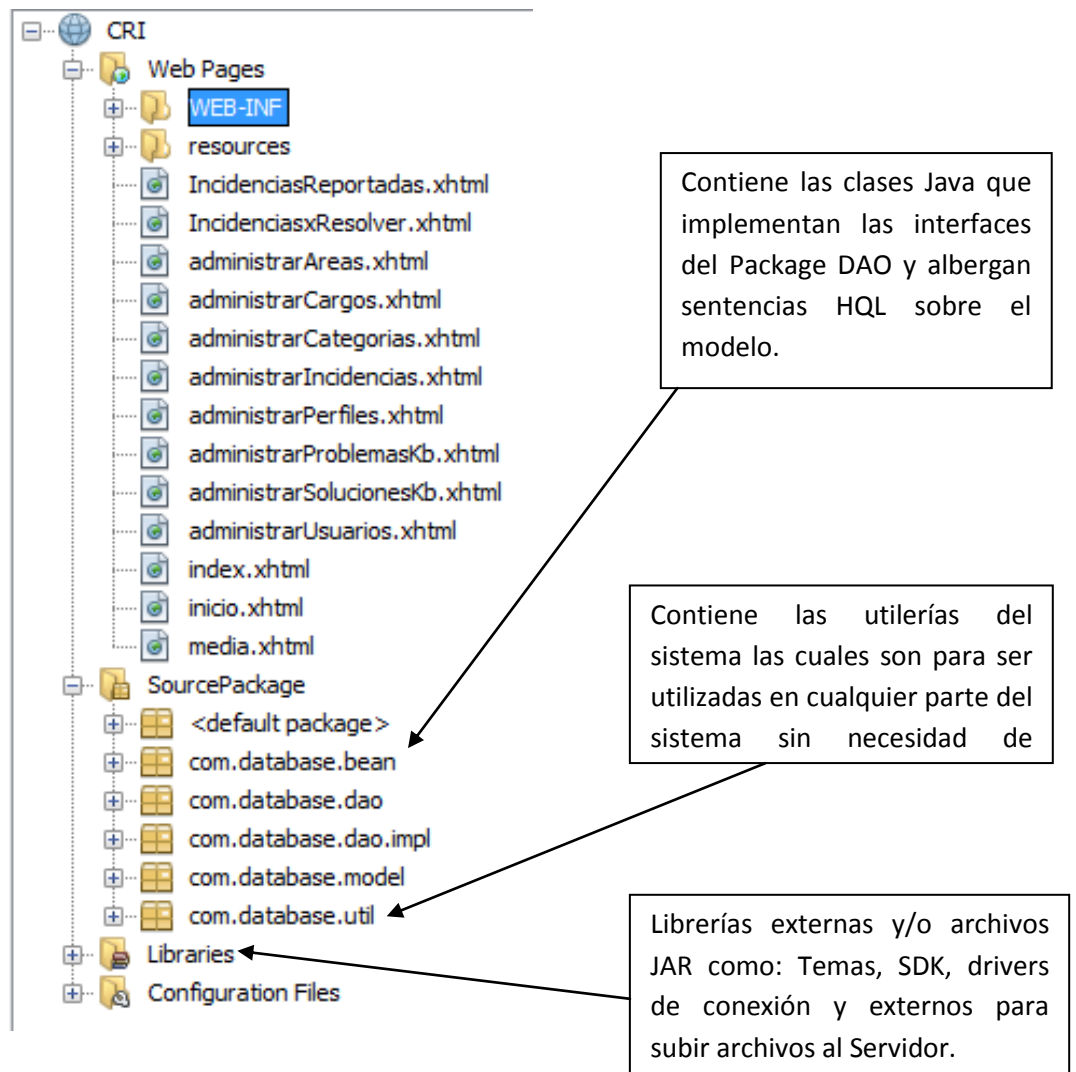 CRI
Web Pages
WEB-INF
resources
IncidenciasReportadas.xhtml
IncidenciasxResolver.xhtml
administrarAreas.xhtml
administrarCargos.xhtml
administrarCategorias.xhtml
administrarIncidencias.xhtml
administrarPerfiles.xhtml
administrarProblemasKb.xhtml
administrarSolucionesKb.xhtml
administrarUsuarios.xhtml
index.xhtml
inicio.xhtml
media.xhtml
SourcePackage
<default package>
com.database.bean
com.database.dao
com.database.dao.impl
com.database.model
com.database.util
Libraries
Configuration Files
Contiene las clases Java que
implementan las interfaces
del Package DAO y albergan
sentencias HQL sobre el
modelo.
Contiene las utilerías del
sistema las cuales son para ser
utilizadas en cualquier parte del
sistema sin necesidad de
Librerías externas y/o archivos
JAR como: Temas, SDK, drivers
de conexión y externos para
subir archivos al Servidor.